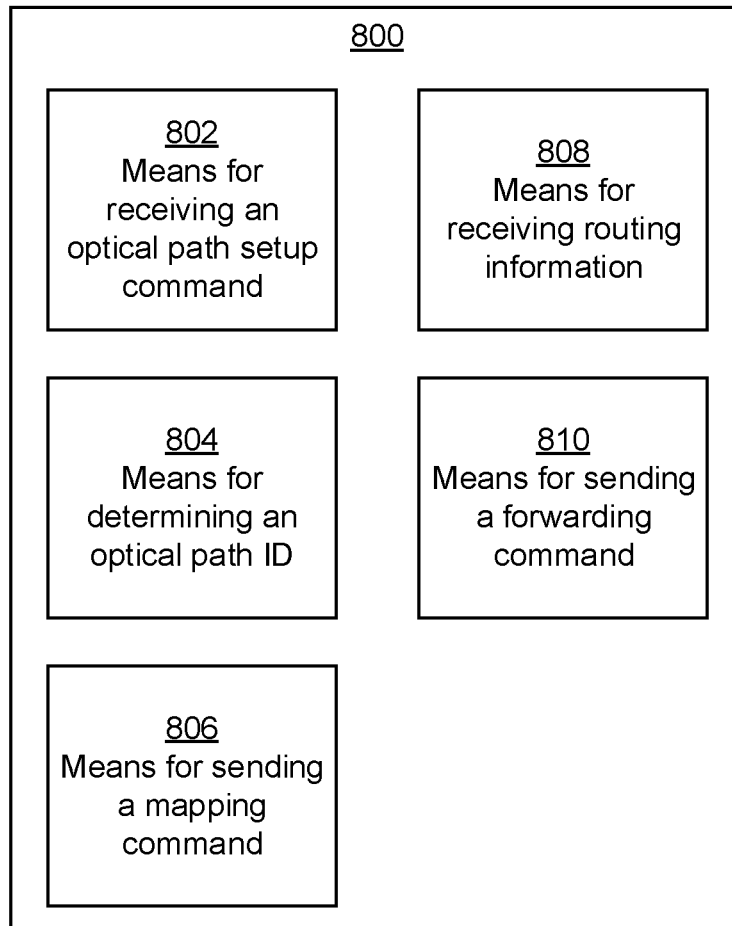 800
802
Means for
receiving an
optical path setup
command
808
Means for
receiving routing
information
804
Means for
determining an
optical path ID
810
Means for sending
a forwarding
command
806
Means for sending
a mapping
command